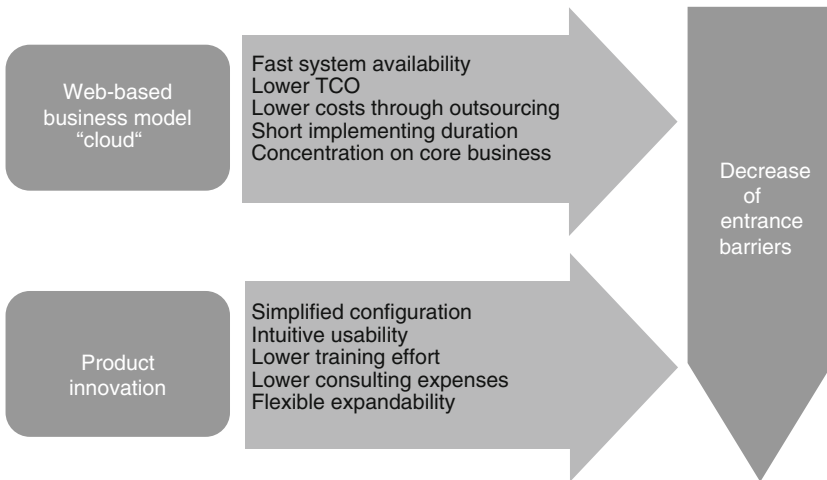 Web-based
business model
“cloud“
Fast system availability
Lower TCO
Lower costs through outsourcing
Short implementing duration
Concentration on core business
Product
innovation
Simplified configuration
Intuitive usability
Lower training effort
Lower consulting expenses
Flexible expandability
Decrease
of
entrance
barriers